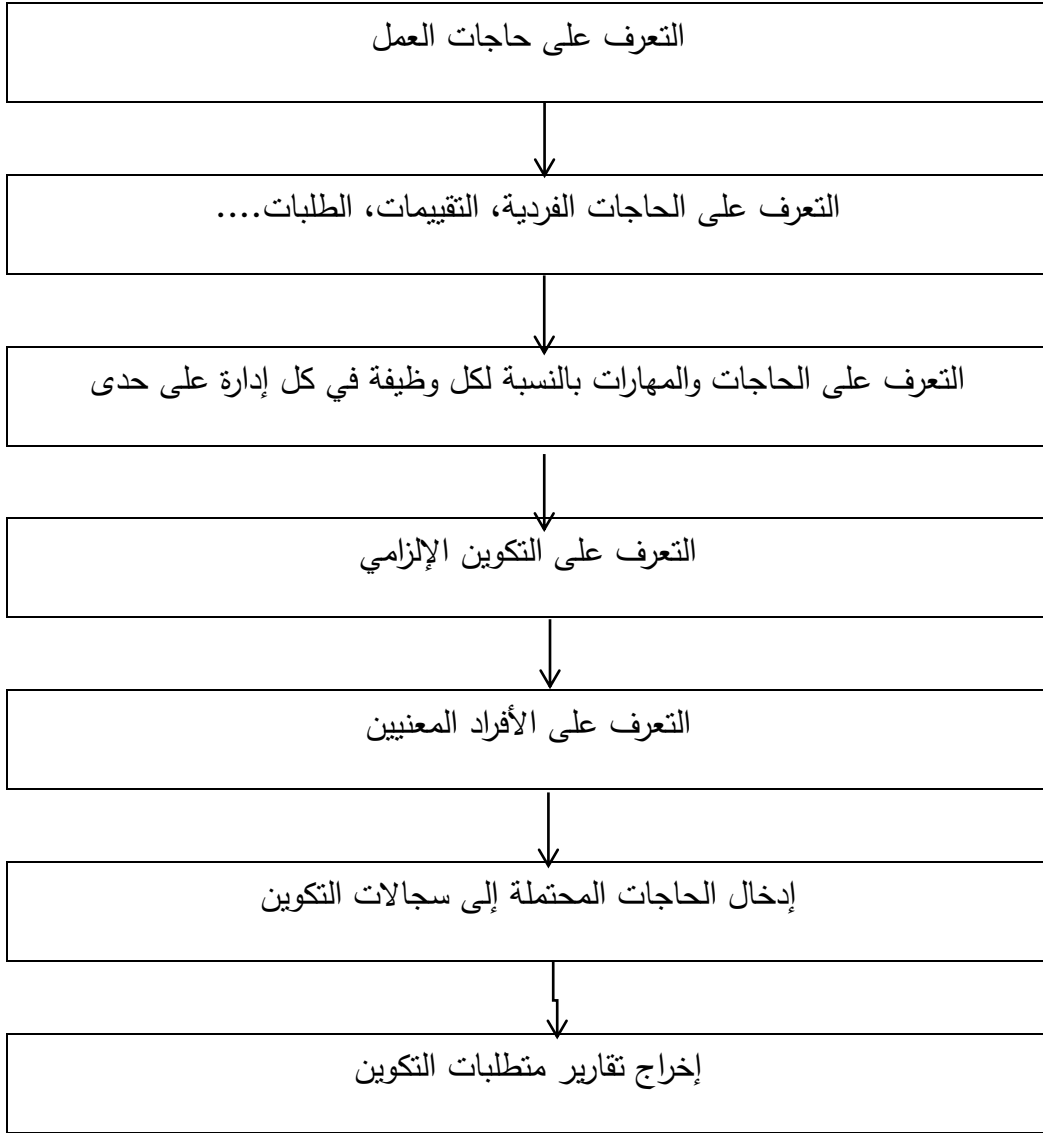 التعرف على حاجات العمل
التعرف على الحاجات الفردية، التقييمات، الطلبات....
التعرف على الحاجات والمهارات بالنسبة لكل وظيفة في كل إدارة على حدى
التعرف على التكوين الإلزامي
التعرف على الأفراد المعنيين
إدخال الحاجات المحتملة إلى سجالات التكوين
إخراج تقارير متطلبات التكوين